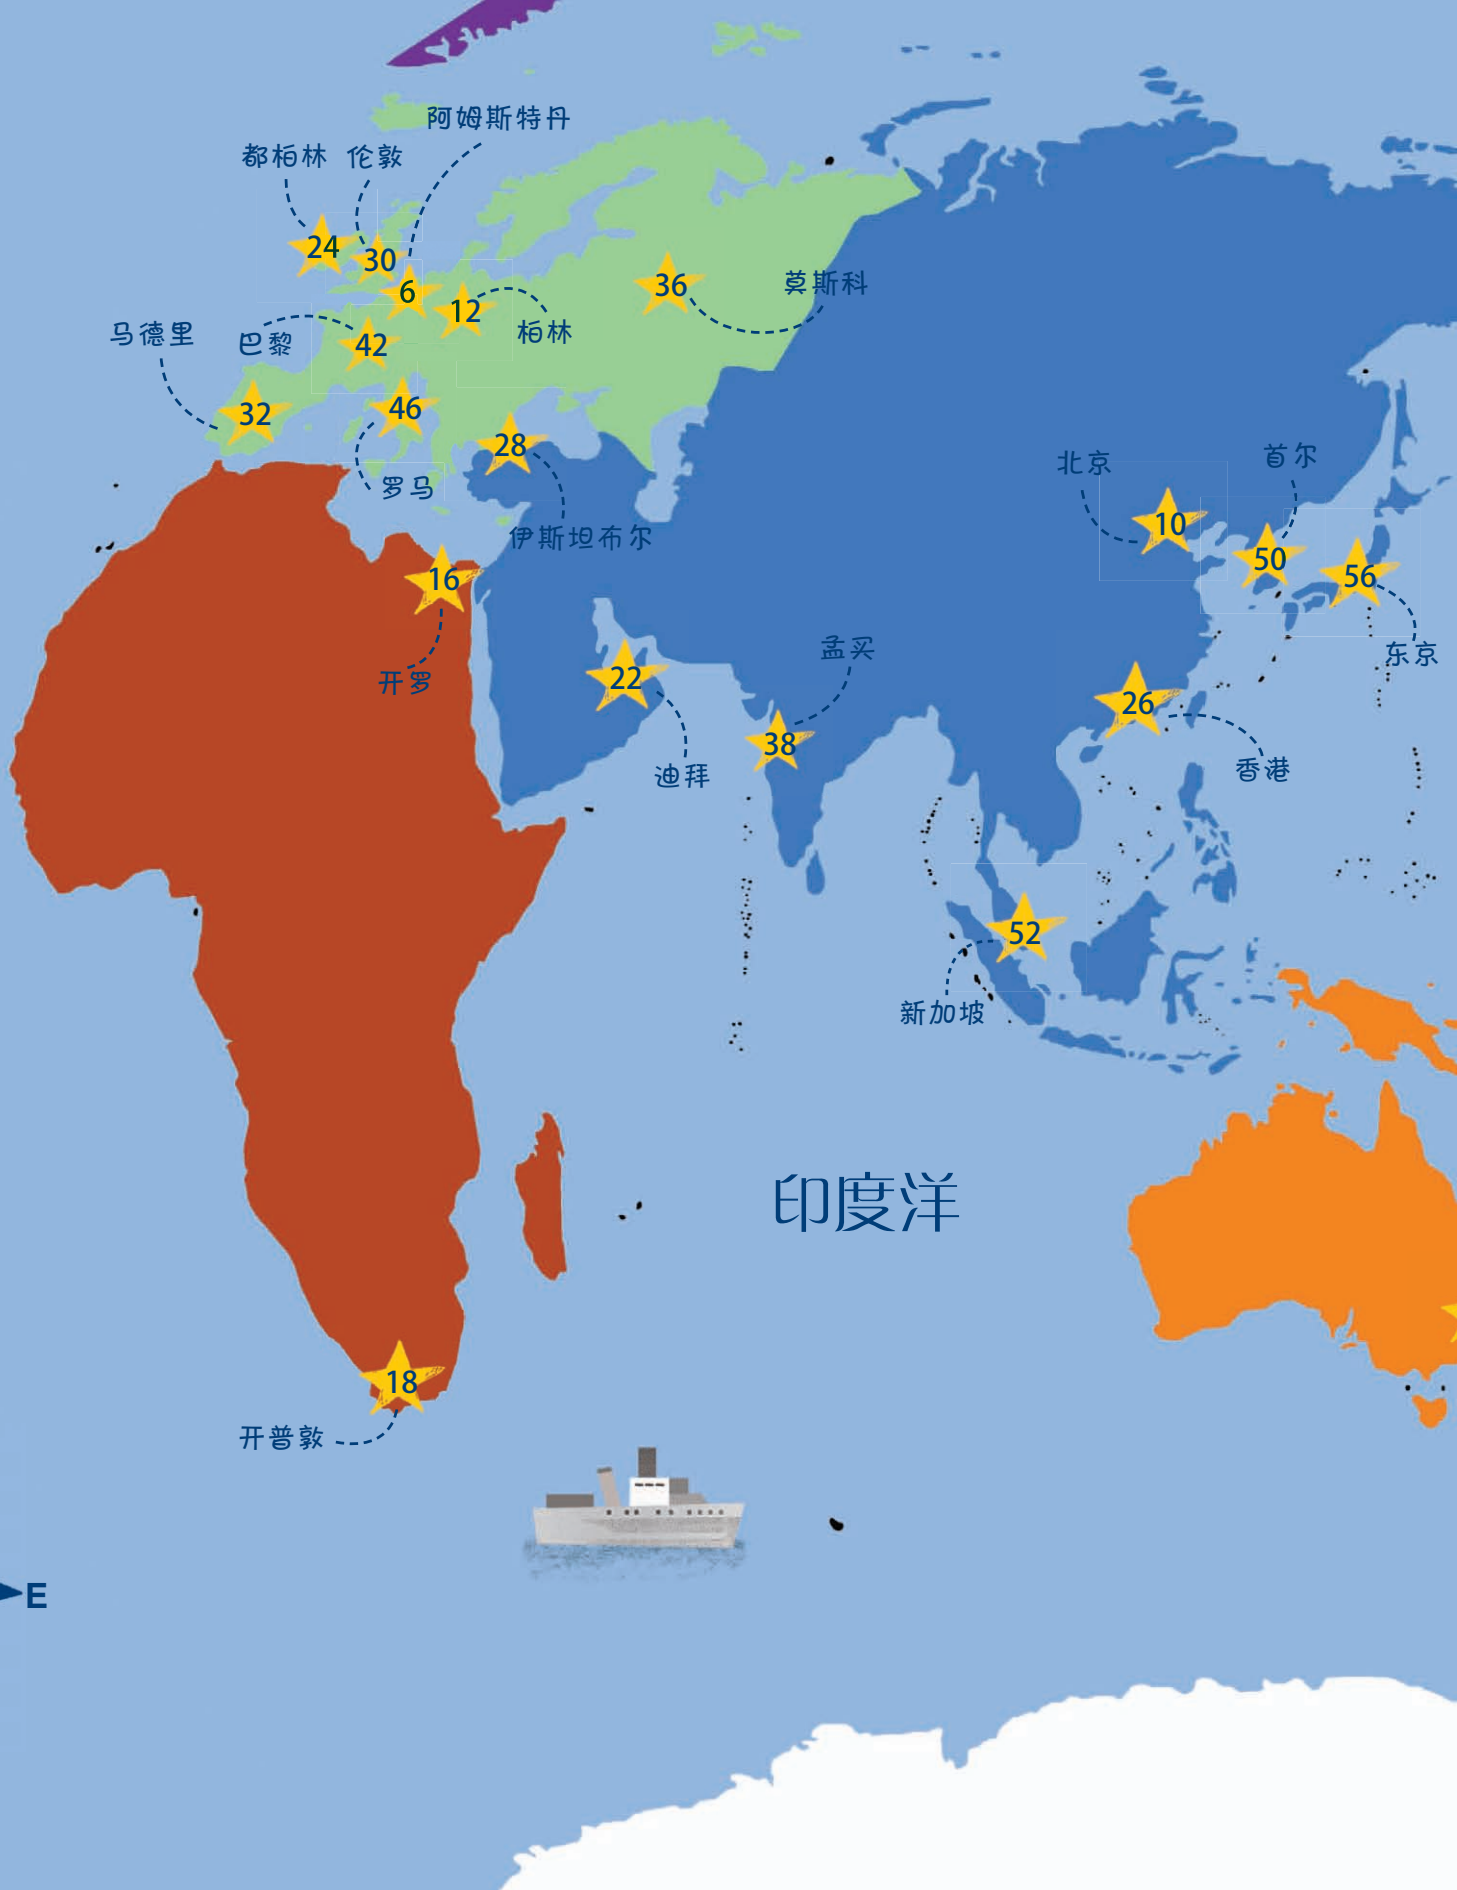 阿姆斯特丹
都柏林
伦敦
24
30
6
12
36
莫斯科
柏林
马德里
巴黎
42
32
46
28
罗马
伊斯坦布尔
北京
首尔
10
50
56
东京
16
开罗
22
迪拜
孟买
38
26
香港
52
新加坡
印度洋
18
开普敦
E